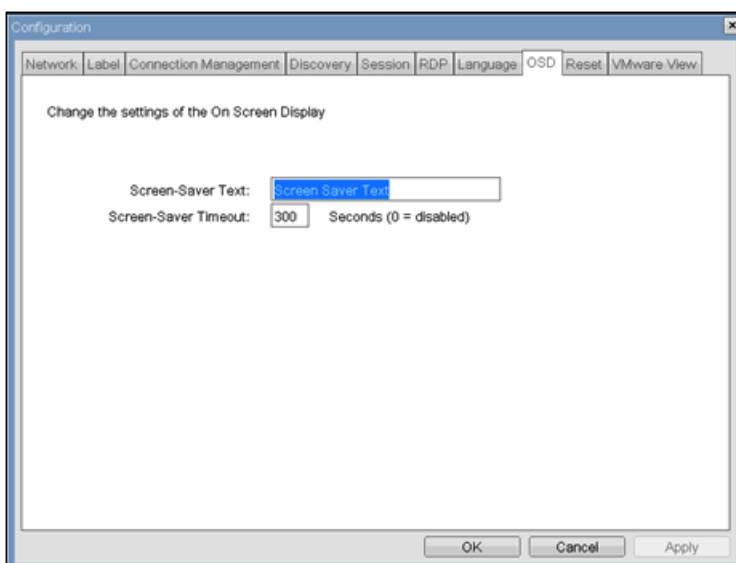 Configuration
Network Label Connection Management Discovery Session RDP Language OSD Reset VMware View
Change the settings of the On Screen Display
Screen-Saver Text: Screen Saver Text
Screen-Saver Timeout: 300 Seconds (0 = disabled)
OK Cancel Apply